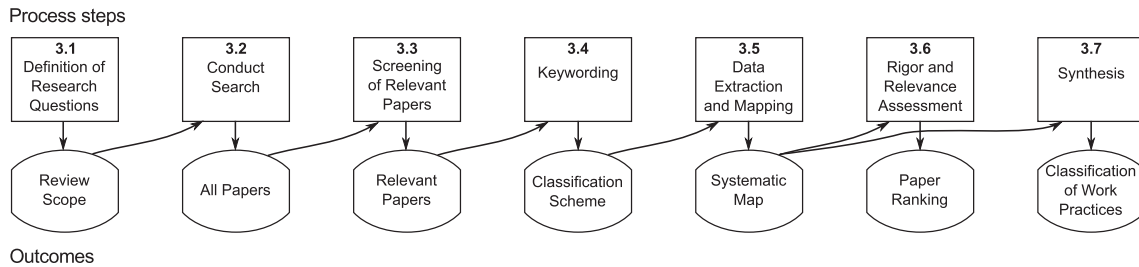 Process steps
3.1
Definition of
Research
Questions
3.2
Conduct
Search
3.3
Screening
of Relevant
Papers
3.4
Keywording
3.5
Data
Extraction
and Mapping
3.6
Rigor and
Relevance
Assessment
3.7
Synthesis
Review
Scope
All Papers
Relevant
Papers
Classification
Scheme
Systematic
Map
Paper
Ranking
Classification
of Work
Practices
Outcomes